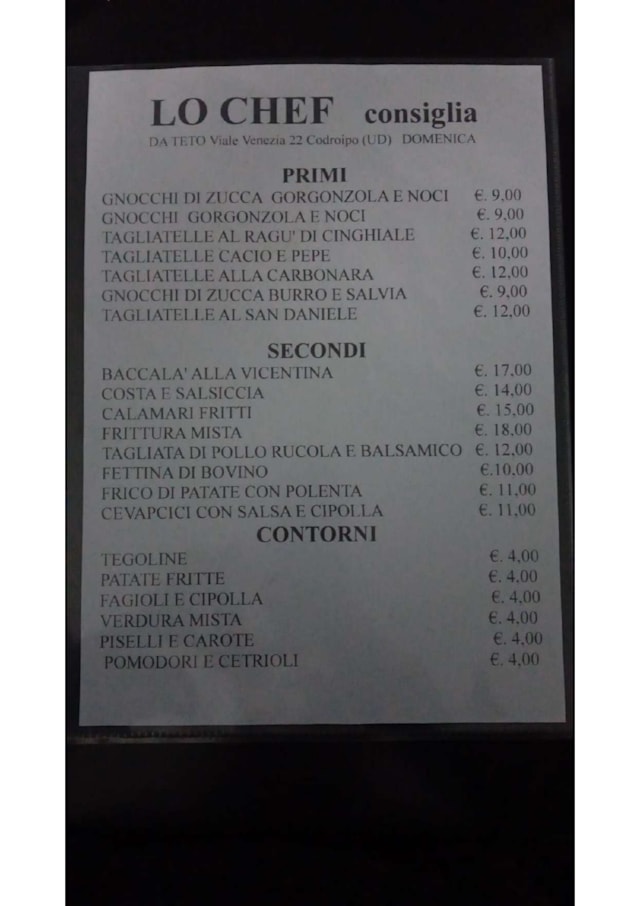 LO CHEF consiglia
DA TETO Viale Venezia 22 Codroipo (UD) DOMENICA
PRIMI
GNOCCHI DI ZUCCA GORGONZOLA E NOCI €. 9,00
GNOCCHI GORGONZOLA E NOCI €. 9,00
TAGLIATELLE AL RAGU' DI CINGHIALE €. 12,00
TAGLIATELLE CACIO E PEPE €. 10,00
TAGLIATELLE ALLA CARBONARA €. 12,00
GNOCCHI DI ZUCCA BURRO E SALVIA €. 9,00
TAGLIATELLE AL SAN DANIELE €. 12,00
SECONDI
BACCALA' ALLA VICENTINA €. 17,00
COSTA E SALSICCIA €. 14,00
CALAMARI FRITTI €. 15,00
FRITTURA MISTA €. 18,00
TAGLIATA DI POLLO RUCOLA E BALSAMICO €. 12,00
FETTINA DI BOVINO €.10,00
FRICO DI PATATE CON POLENTA €. 11,00
CEVAPCICI CON SALSA E CIPOLLA €. 11,00
CONTORNI
TEGOLINE €. 4,00
PATATE FRITTE €. 4,00
FAGIOLI E CIPOLLA €. 4,00
VERDURA MISTA €. 4,00
PISELLI E CAROTE €. 4,00
POMODORI E CETRIOLI €. 4,00